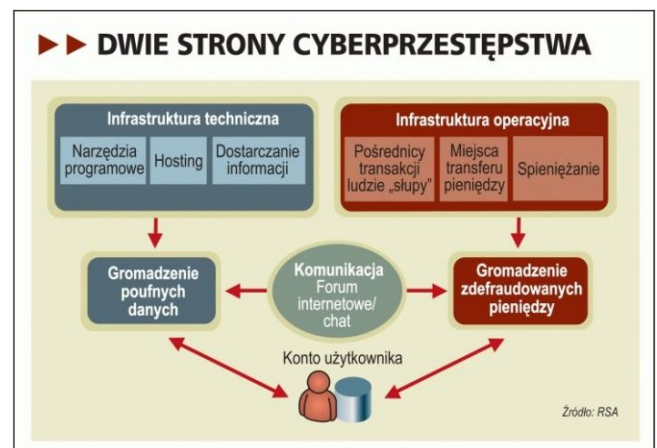 ▶▶ DWIE STRONY CYBERPRZESTĘPSTWA
Infrastruktura techniczna
Narzędzia
programowe
Hosting
Dostarczanie
informacji
Infrastruktura operacyjna
Pośrednicy
transakcji
ludzie „słupy”
Miejsca
transferu
pieniędzy
Spieniężanie
Gromadzenie
poufnych
danych
Komunikacja
Forum
internetowe/
chat
Gromadzenie
zdefraudowanych
pieniędzy
Konto użytkownika
Źródło: RSA